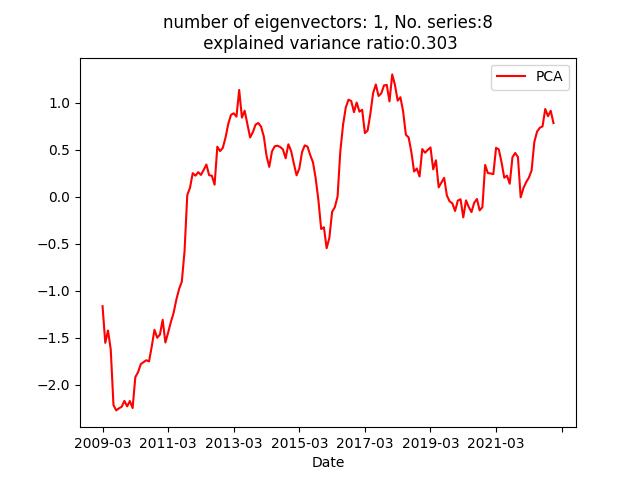 number of eigenvectors: 1, No. series:8
explained variance ratio:0.303
PCA
1.0
0.5
0.0
−0.5
−1.0
−1.5
−2.0
2009-03 2011-03 2013-03 2015-03 2017-03 2019-03 2021-03
Date